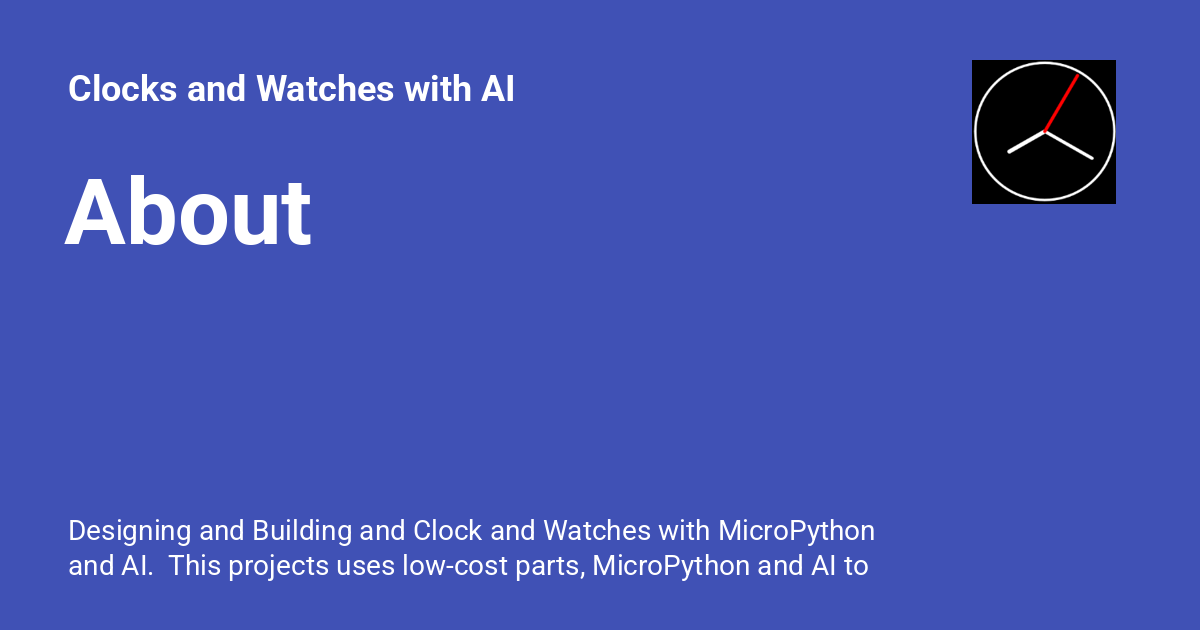 Clocks and Watches with AI
About
Designing and Building and Clock and Watches with MicroPython
and AI.  This projects uses low-cost parts, MicroPython and AI to